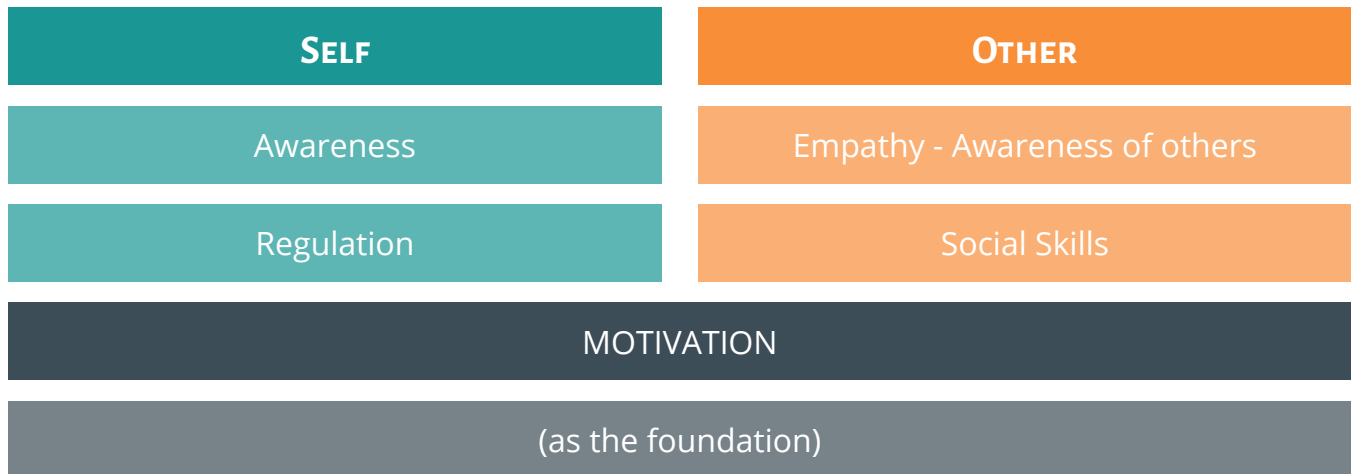 SELF
OTHER
Awareness
Empathy - Awareness of others
Regulation
Social Skills
MOTIVATION
(as the foundation)